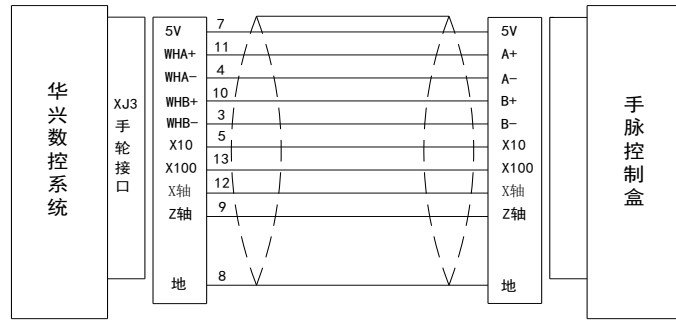 华兴数控系统
XJ3
手轮接口
5V 7 5V
WHA+ 11 A+
WHA- 4 A-
WHB+ 10 B+
WHB- 3 B-
X10 5 X10
X100 13 X100
X轴 12 X轴
Z轴 9 Z轴
地 8 地
手脉控制盒